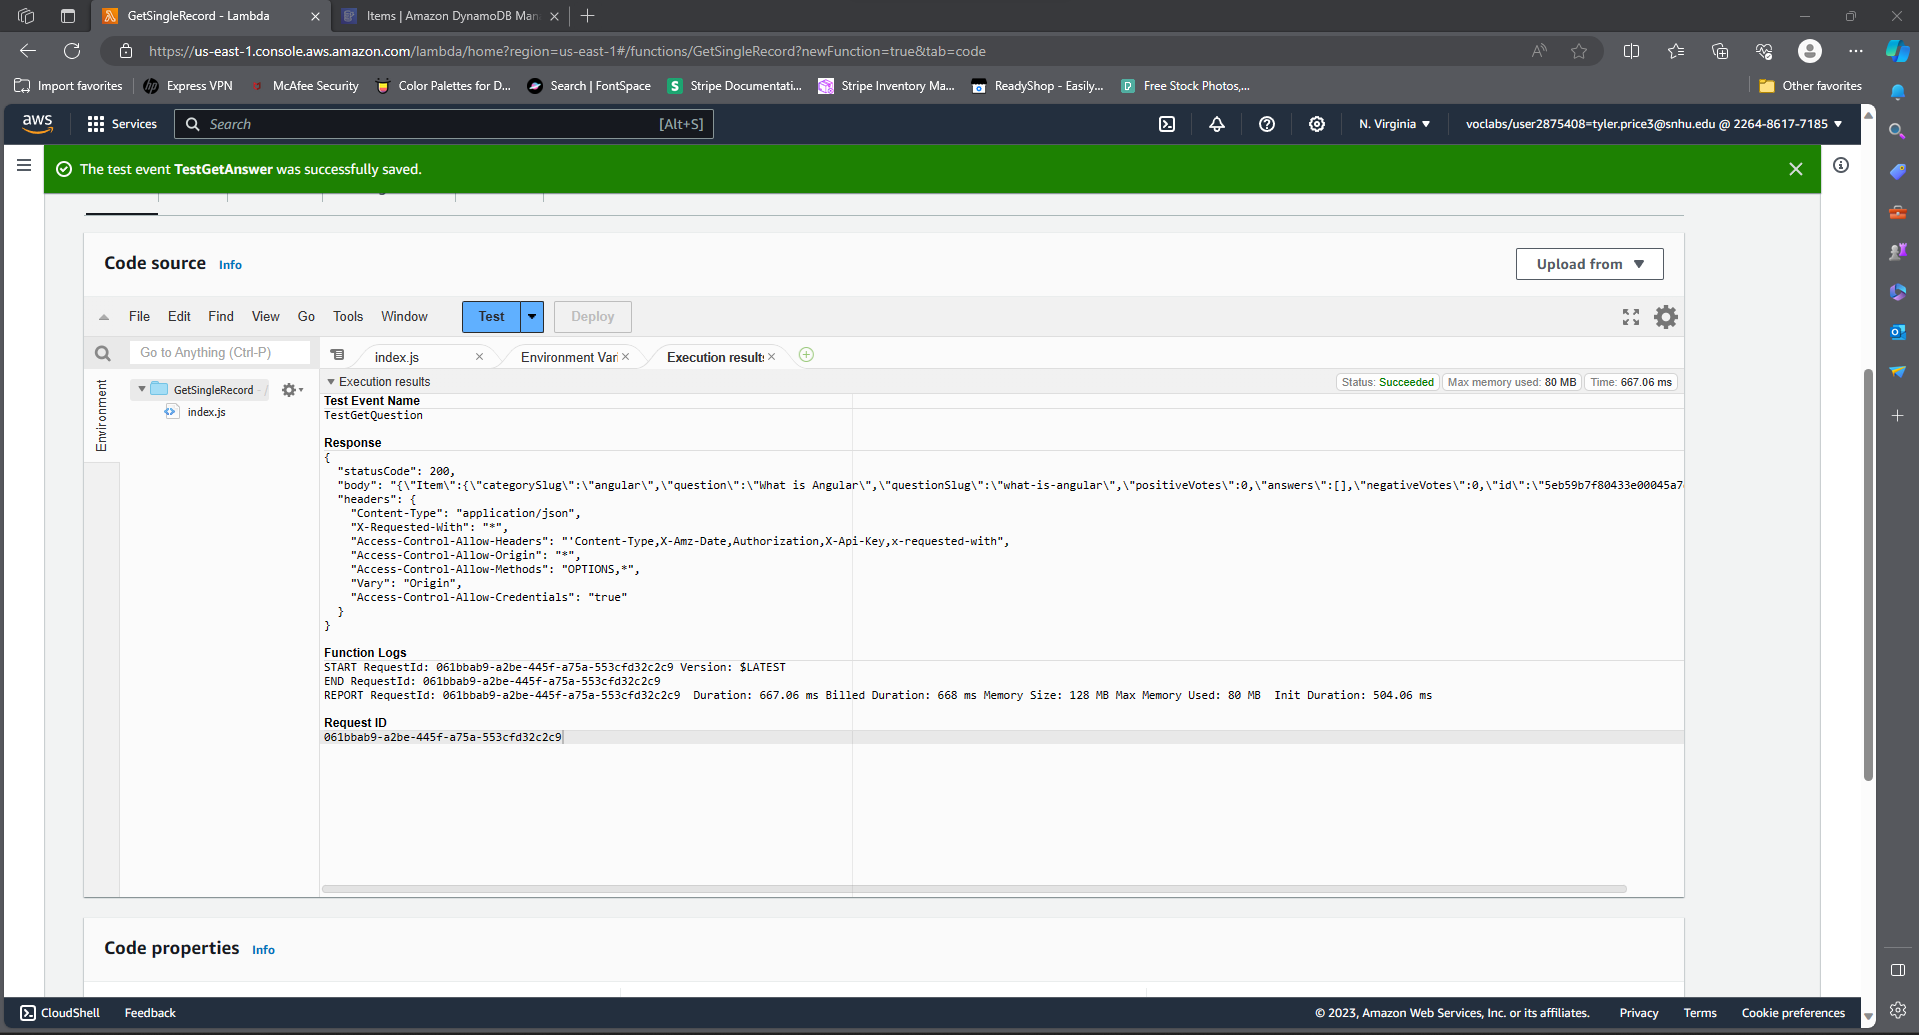 GetSingleRecord - Lambda
Items | Amazon DynamoDB Man
https://us-east-1.console.aws.amazon.com/lambda/home?region=us-east-1#/functions/GetSingleRecord?newFunction=true&tab=code
Import favorites
Express VPN
McAfee Security
Color Palettes for D...
Search | FontSpace
Stripe Documentati...
Stripe Inventory Ma...
ReadyShop - Easily...
Free Stock Photos,...
Other favorites
aws
Services
Search
[Alt+S]
N. Virginia
voclabs/user2875408=tyler.price3@snhu.edu @ 2264-8617-7185
The test event TestGetAnswer was successfully saved.
Code source Info
Upload from
File Edit Find View Go Tools Window
Test
Deploy
Go to Anything (Ctrl-P)
index.js
Environment Var
Execution results
Environment
GetSingleRecord - /
index.js
Execution results
Status: Succeeded
Max memory used: 80 MB
Time: 667.06 ms
Test Event Name
TestGetQuestion
Response
{
"statusCode": 200,
"body": "{\"Item\":{\"categorySlug\":\"angular\",\"question\":\"What is Angular\",\"questionSlug\":\"what-is-angular\",\"positiveVotes\":0,\"answers\":[],\"negativeVotes\":0,\"id\":\"5eb59b7f80433e00045a7
"headers": {
"Content-Type": "application/json",
"X-Requested-With": "*",
"Access-Control-Allow-Headers": "'Content-Type,X-Amz-Date,Authorization,X-Api-Key,x-requested-with",
"Access-Control-Allow-Origin": "*",
"Access-Control-Allow-Methods": "OPTIONS,*",
"Vary": "Origin",
"Access-Control-Allow-Credentials": "true"
}
}
Function Logs
START RequestId: 061bbab9-a2be-445f-a75a-553cfd32c2c9 Version: $LATEST
END RequestId: 061bbab9-a2be-445f-a75a-553cfd32c2c9
REPORT RequestId: 061bbab9-a2be-445f-a75a-553cfd32c2c9 Duration: 667.06 ms Billed Duration: 668 ms Memory Size: 128 MB Max Memory Used: 80 MB Init Duration: 504.06 ms
Request ID
061bbab9-a2be-445f-a75a-553cfd32c2c9
Code properties Info
CloudShell
Feedback
© 2023, Amazon Web Services, Inc. or its affiliates.
Privacy
Terms
Cookie preferences